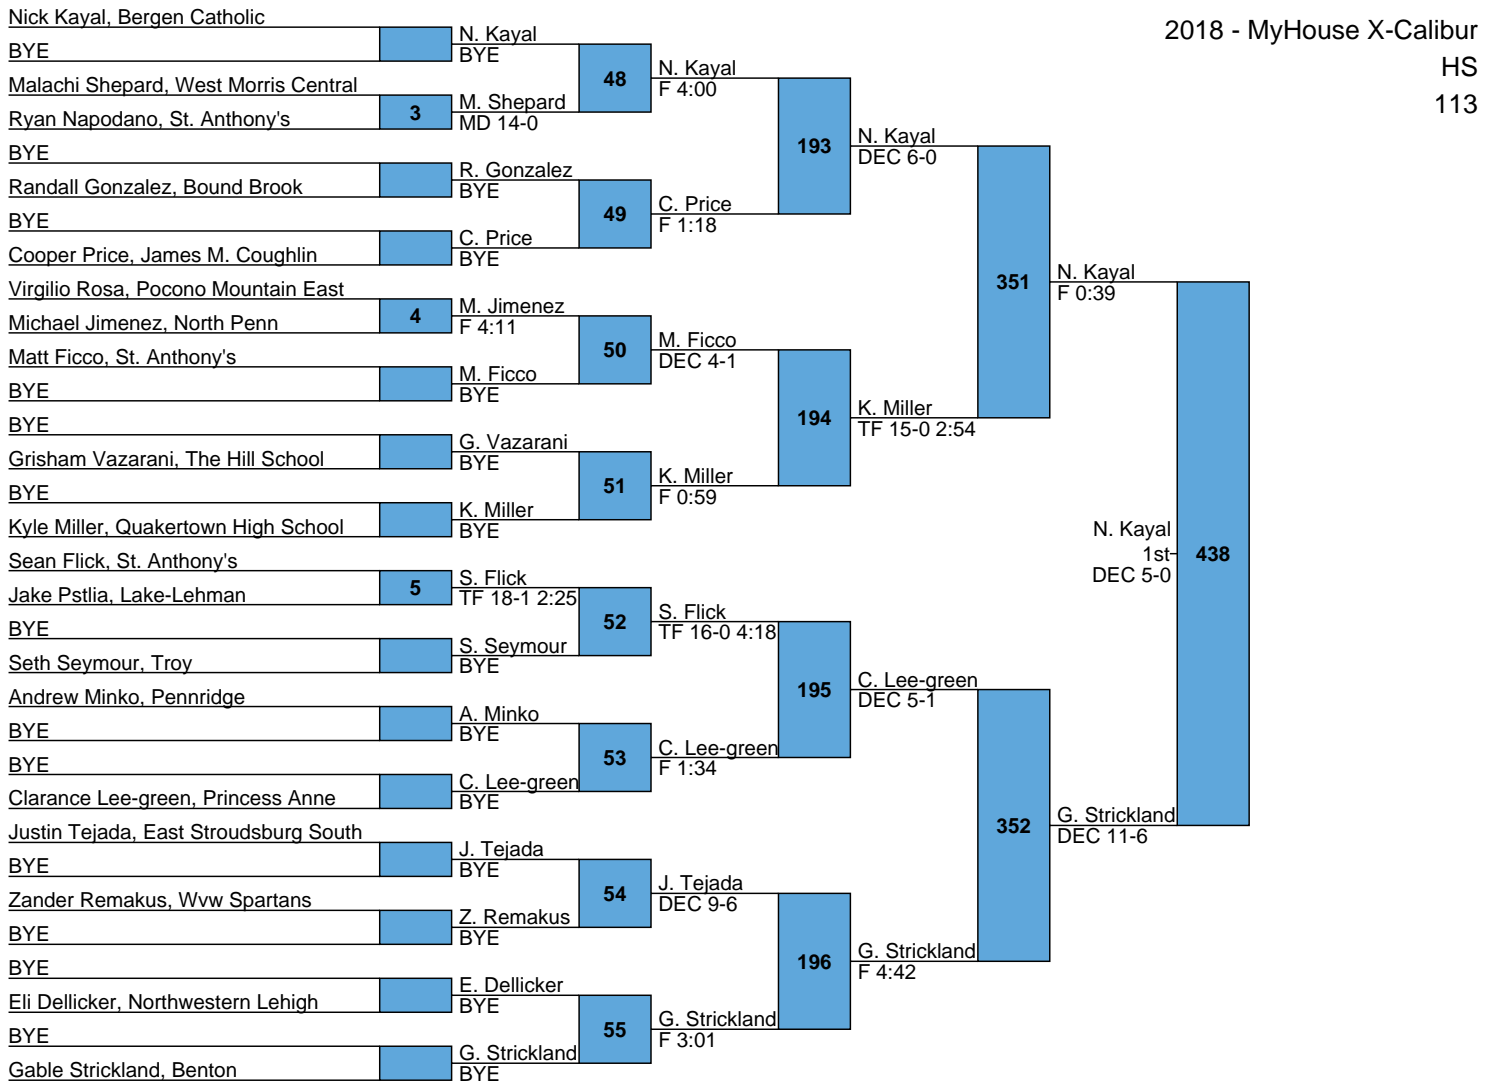 2018 - MyHouse X-Calibur
HS
113
Nick Kayal, Bergen Catholic
BYE
Malachi Shepard, West Morris Central
Ryan Napodano, St. Anthony's
BYE
Randall Gonzalez, Bound Brook
BYE
Cooper Price, James M. Coughlin
Virgilio Rosa, Pocono Mountain East
Michael Jimenez, North Penn
Matt Ficco, St. Anthony's
BYE
BYE
Grisham Vazarani, The Hill School
BYE
Kyle Miller, Quakertown High School
Sean Flick, St. Anthony's
Jake Pstlia, Lake-Lehman
BYE
Seth Seymour, Troy
Andrew Minko, Pennridge
BYE
BYE
Clarance Lee-green, Princess Anne
Justin Tejada, East Stroudsburg South
BYE
Zander Remakus, Wvw Spartans
BYE
BYE
Eli Dellicker, Northwestern Lehigh
BYE
Gable Strickland, Benton
3
4
5
N. Kayal
BYE
M. Shepard
MD 14-0
R. Gonzalez
BYE
C. Price
BYE
M. Jimenez
F 4:11
M. Ficco
BYE
G. Vazarani
BYE
K. Miller
BYE
S. Flick
TF 18-1 2:25
S. Seymour
BYE
A. Minko
BYE
C. Lee-green
BYE
J. Tejada
BYE
Z. Remakus
BYE
E. Dellicker
BYE
G. Strickland
BYE
48
49
50
51
52
53
54
55
N. Kayal
F 4:00
C. Price
F 1:18
M. Ficco
DEC 4-1
K. Miller
F 0:59
S. Flick
TF 16-0 4:18
C. Lee-green
F 1:34
J. Tejada
DEC 9-6
G. Strickland
F 3:01
193
194
195
196
N. Kayal
DEC 6-0
K. Miller
TF 15-0 2:54
C. Lee-green
DEC 5-1
G. Strickland
F 4:42
351
352
N. Kayal
F 0:39
G. Strickland
DEC 11-6
N. Kayal
1st
DEC 5-0
438